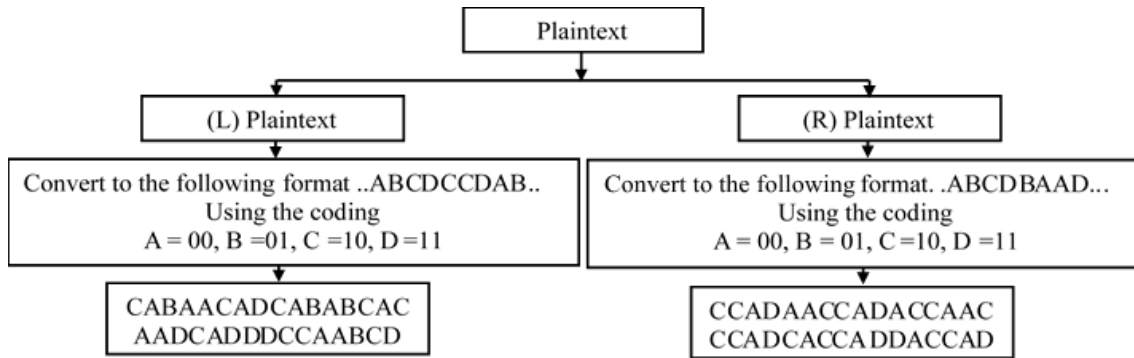 Plaintext
(L) Plaintext
(R) Plaintext
Convert to the following format ..ABCDCCDAB..
Using the coding
A = 00, B =01, C =10, D =11
Convert to the following format. .ABCDBAAD...
Using the coding
A = 00, B = 01, C =10, D =11
CABAACADCABABCAC
AADCADDDCCAABCD
CCADAACCADACCAAC
CCADCACCADDACCAD